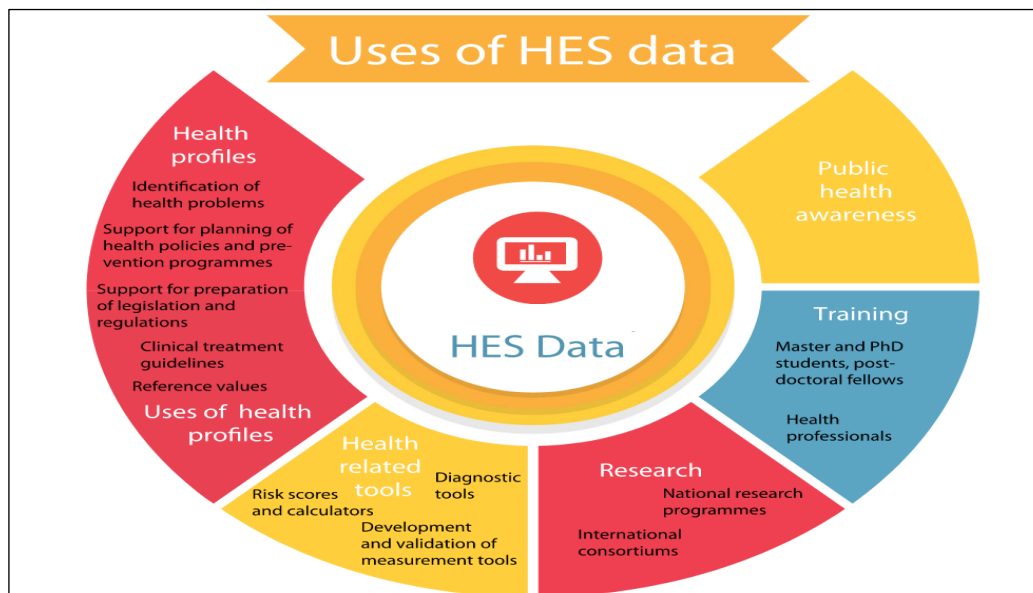 Uses of HES data
Health
profiles
Identification of
health problems
Support for planning of
health policies and pre-
vention programmes
Support for preparation
of legislation and
regulations
Clinical treatment
guidelines
Reference values
Uses of health
profiles
Health
related
tools
Diagnostic
tools
Risk scores
and calculators
Development
and validation of
measurement tools
Research
National research
programmes
International
consortiums
Training
Master and PhD
students, post-
doctoral fellows
Health
professionals
Public
health
awareness
HES Data